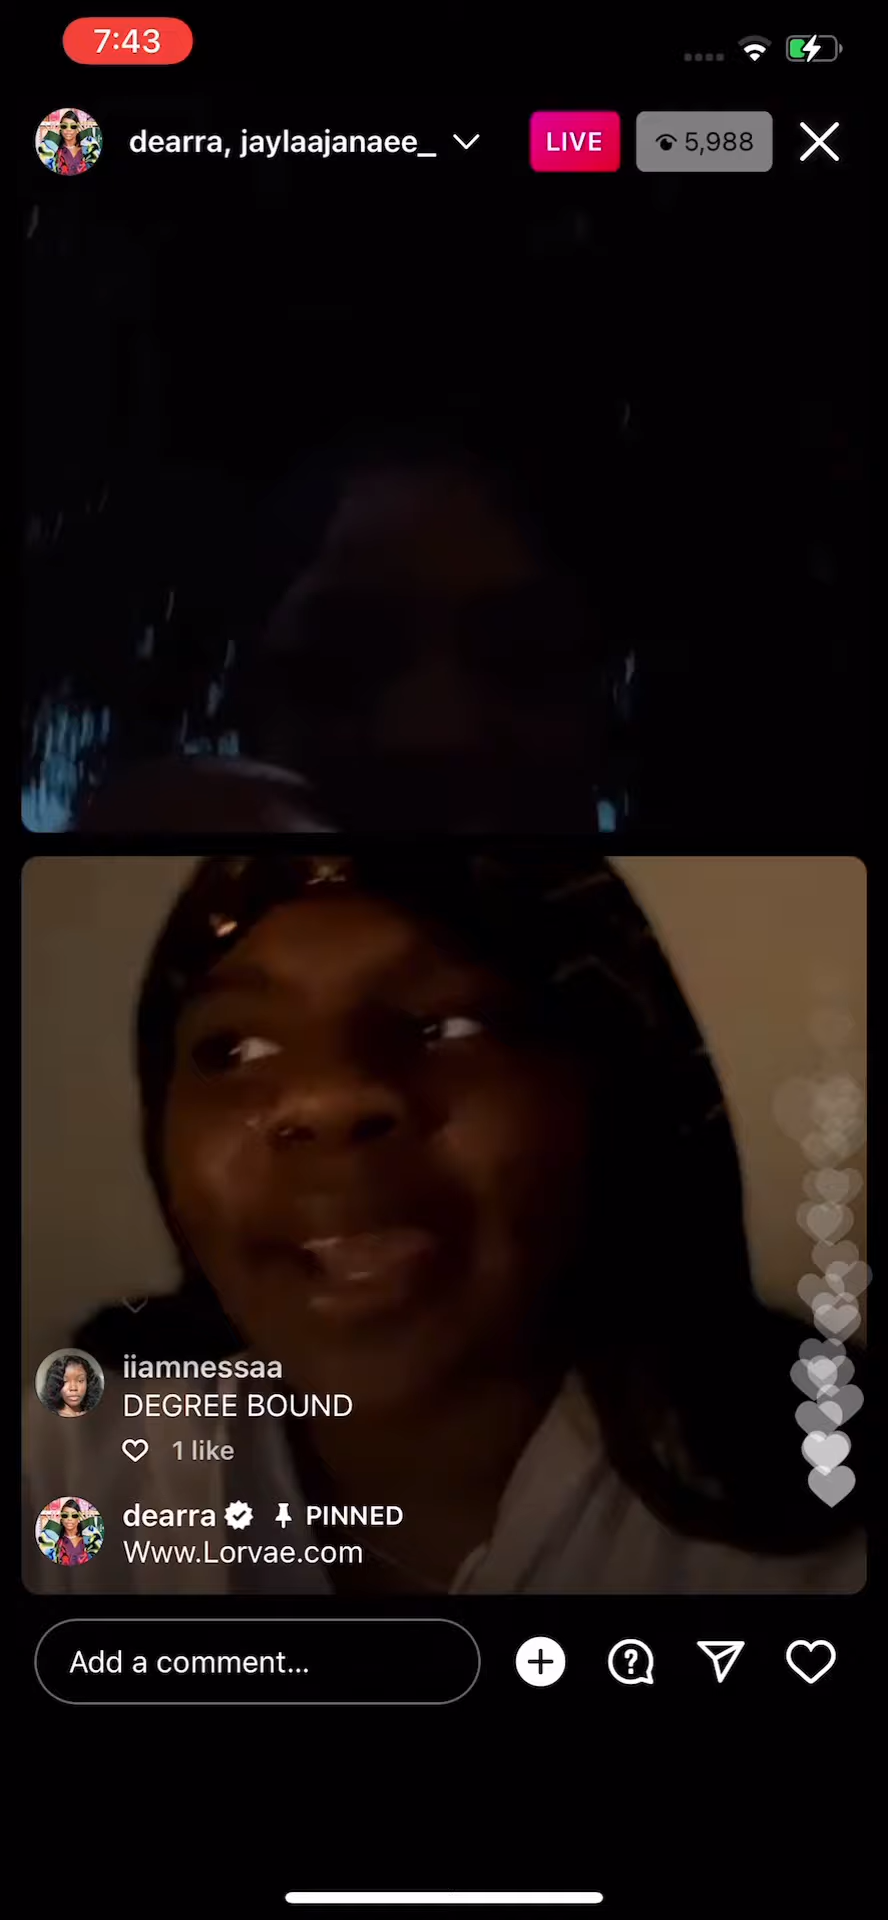 7:43
dearra, jaylaajanaee_
LIVE
5,988
iiamnessaa
DEGREE BOUND
1 like
dearra PINNED
Www.Lorvae.com
Add a comment...